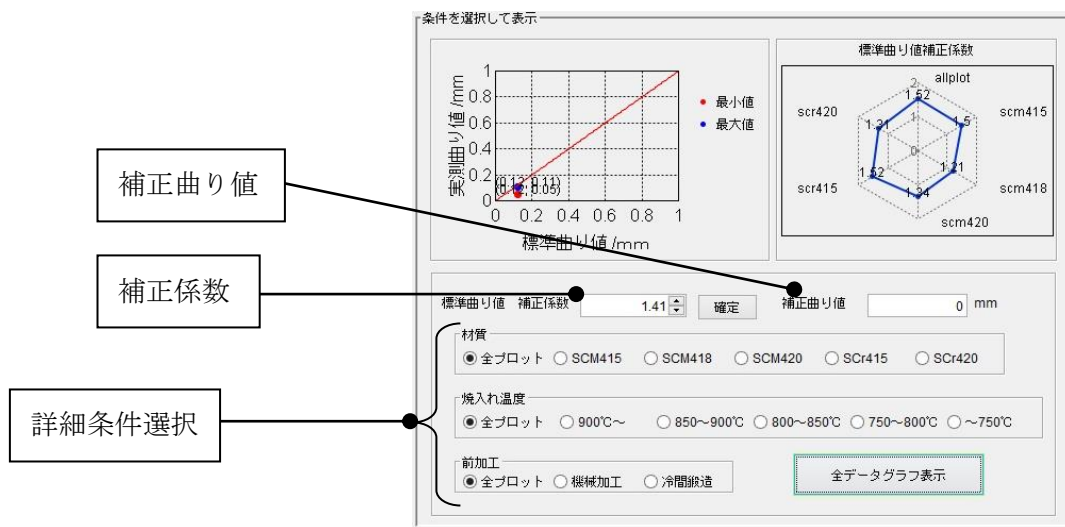 条件を選択して表示
標準曲り値補正係数
実測曲り値/mm
1
0.8
0.6
0.4
0.2
0
0 0.2 0.4 0.6 0.8 1
標準曲り値/mm
最小値
最大値
(0.12, 0.11)
allplot
scm415
scm418
scm420
scr415
scr420
2
1
0
1.52
1.5
1.21
1.34
1.52
1.31
補正曲り値
補正係数
詳細条件選択
標準曲り値 補正係数 1.41 確定 補正曲り値 0 mm
材質
全プロット SCM415 SCM418 SCM420 SCr415 SCr420
焼入れ温度
全プロット 900℃～ 850～900℃ 800～850℃ 750～800℃ ～750℃
前加工
全プロット 機械加工 冷間鍛造
全データグラフ表示